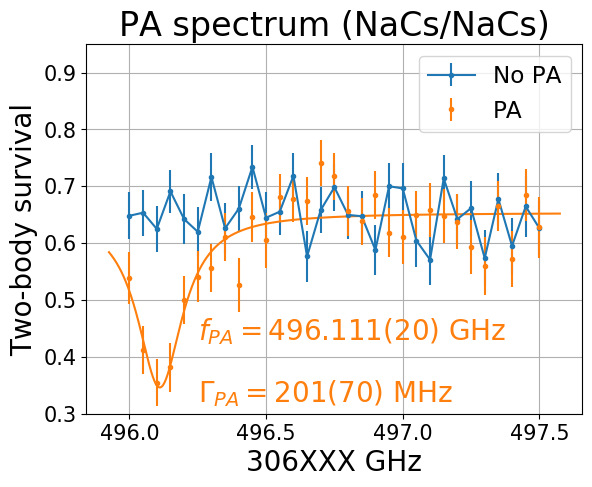 PA spectrum (NaCs/NaCs)
No PA
PA
Two-body survival
0.9
0.8
0.7
0.6
0.5
0.4
0.3
f_PA = 496.111(20) GHz
Γ_PA = 201(70) MHz
496.0 496.5 497.0 497.5
306XXX GHz